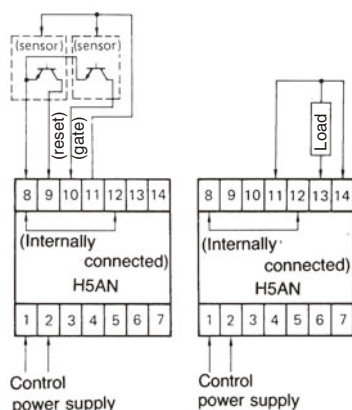 (sensor) (sensor)
(reset)
(gate)
8 9 10 11 12 13 14
(Internally
connected)
H5AN
1 2 3 4 5 6 7
Control
power supply
Load
8 9 10 11 12 13 14
(Internally
connected)
H5AN
1 2 3 4 5 6 7
Control
power supply